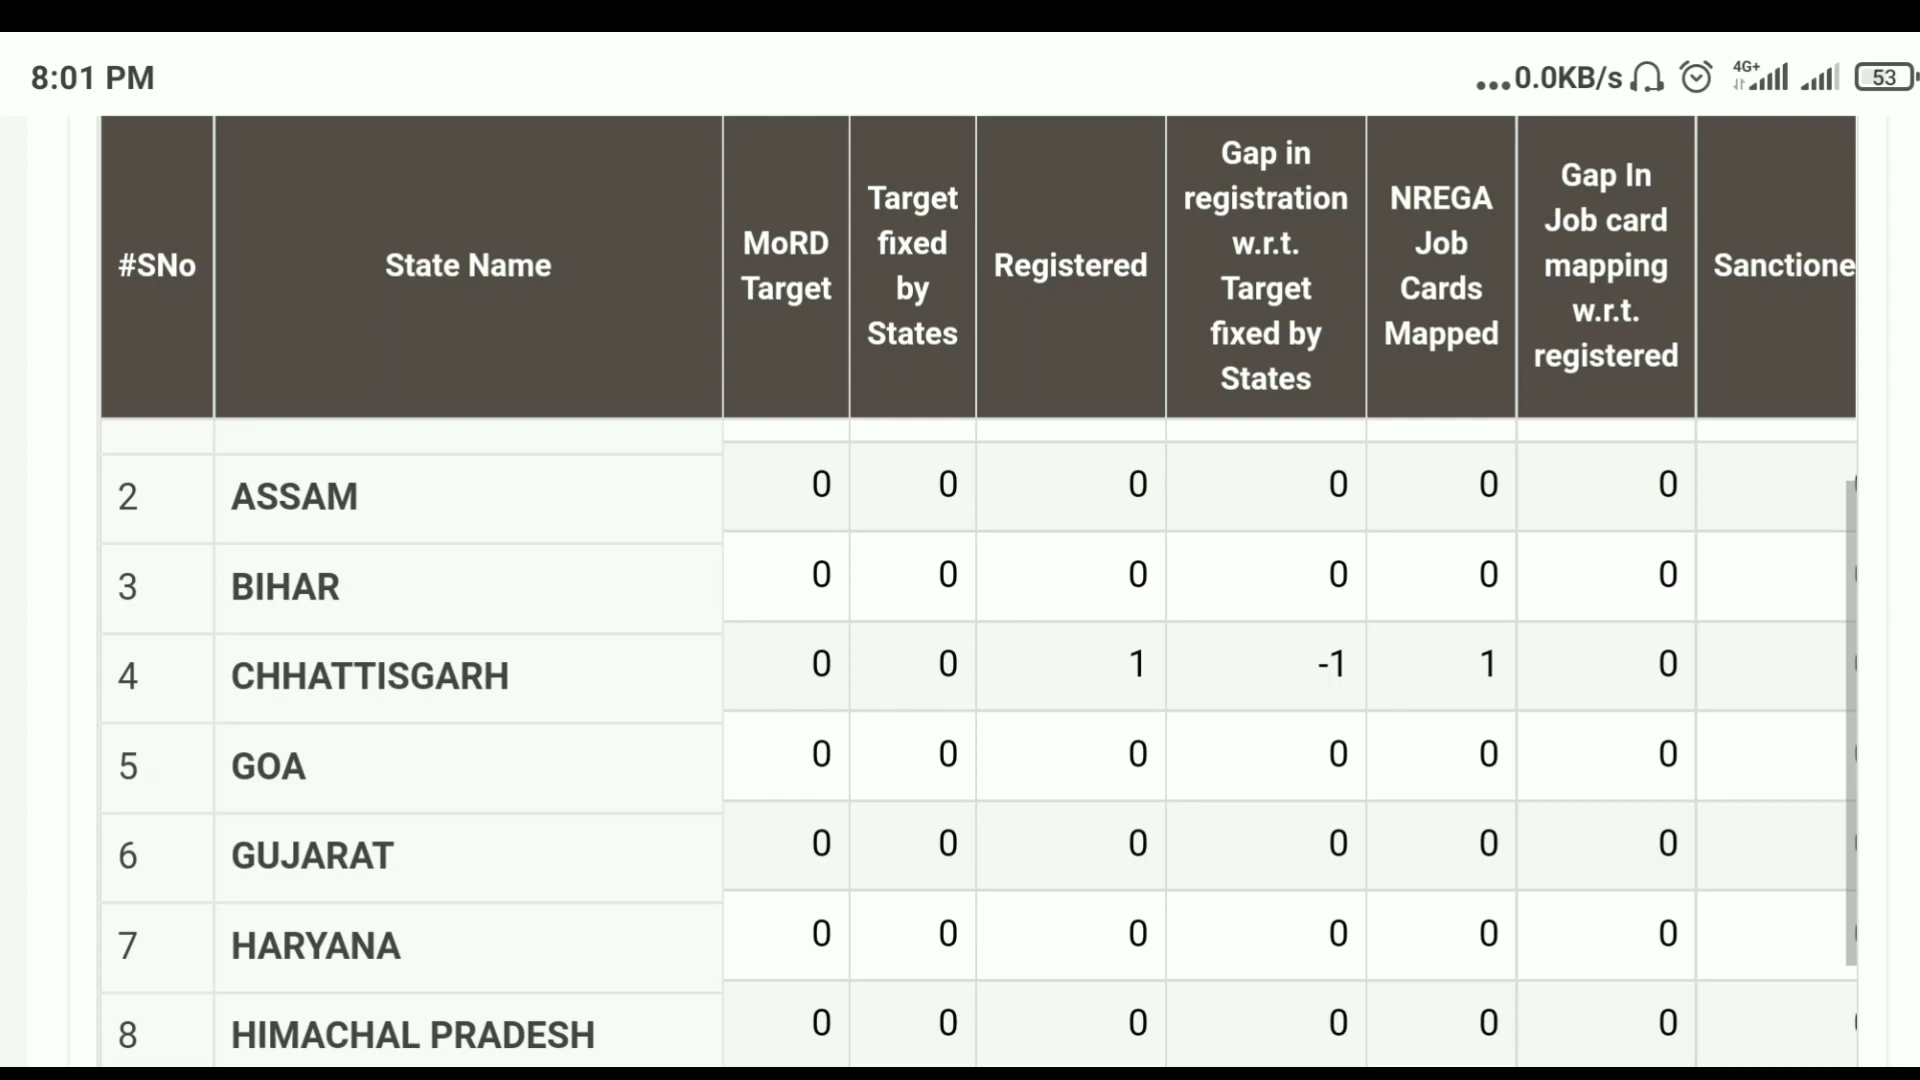 8:01 PM ...0.0KB/s 4G+ 53
#SNo State Name MoRD Target Target fixed by States Registered Gap in registration w.r.t. Target fixed by States NREGA Job Cards Mapped Gap In Job card mapping w.r.t. registered Sanctione
2 ASSAM 0 0 0 0 0 0
3 BIHAR 0 0 0 0 0 0
4 CHHATTISGARH 0 0 1 -1 1 0
5 GOA 0 0 0 0 0 0
6 GUJARAT 0 0 0 0 0 0
7 HARYANA 0 0 0 0 0 0
8 HIMACHAL PRADESH 0 0 0 0 0 0